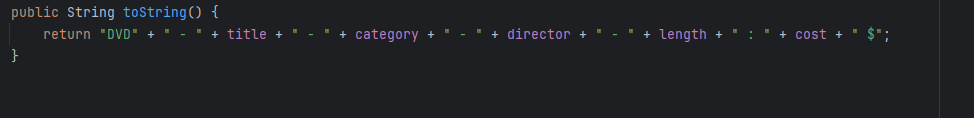 public String toString() {
    return "DVD" + " - " + title + " - " + category + " - " + director + " - " + length + " : " + cost + " $";
}